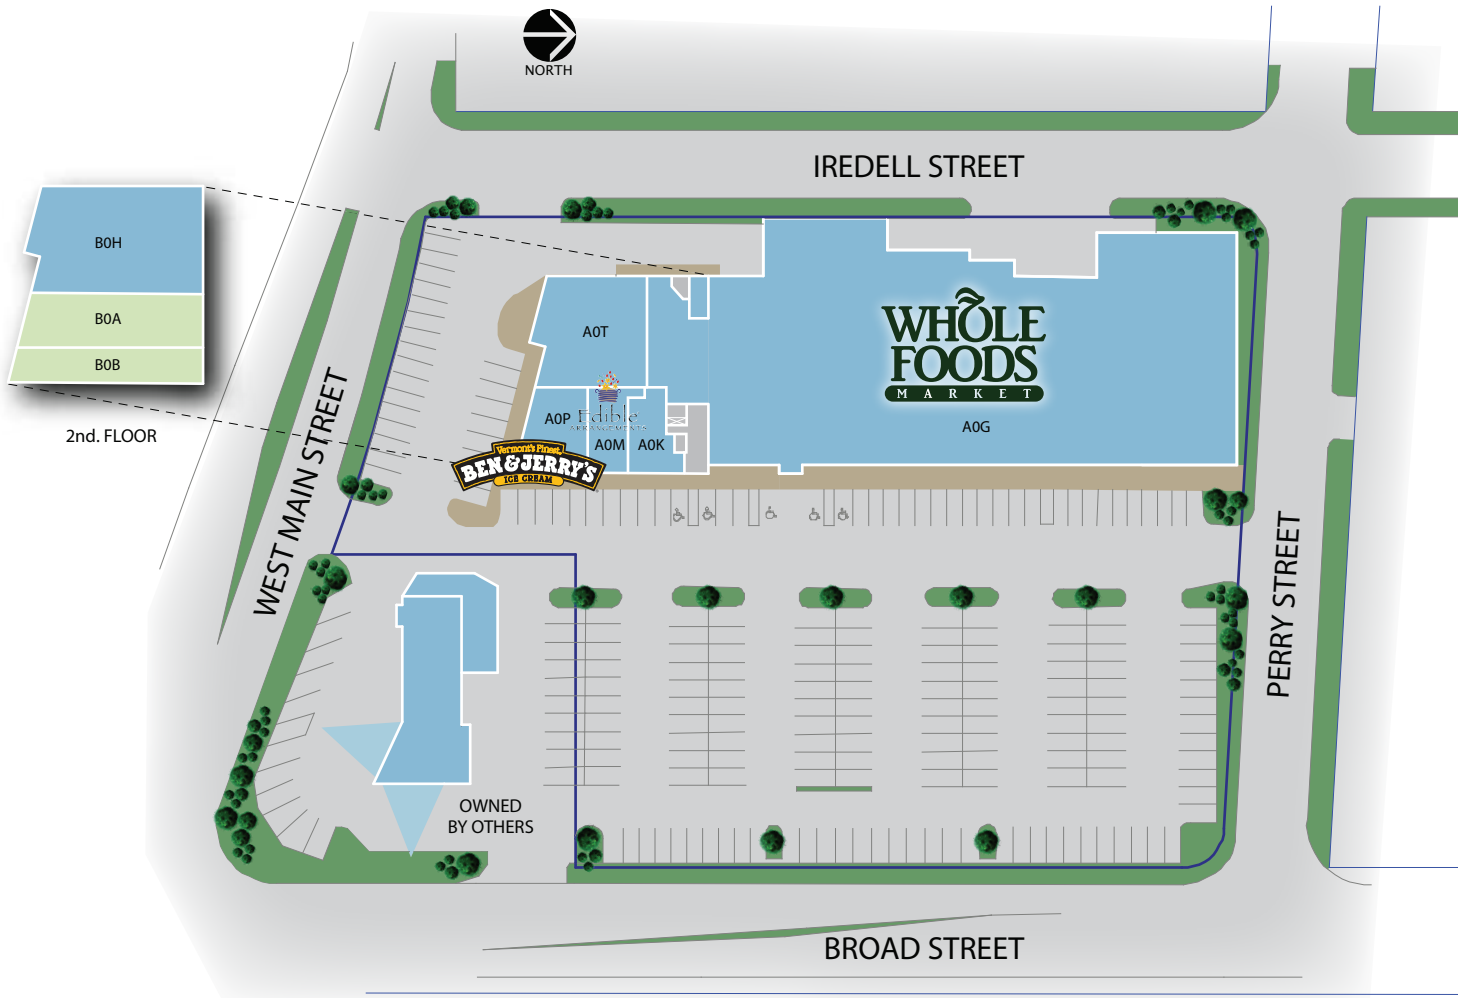 NORTH
IREDELL STREET
B0H
B0A
B0B
2nd. FLOOR
WEST MAIN STREET
A0T
A0P
Edible
ARRANGEMENTS
A0M
A0K
Vermont's Finest
BEN & JERRY'S
ICE CREAM
WHOLE
FOODS
MARKET
A0G
PERRY STREET
OWNED
BY OTHERS
BROAD STREET